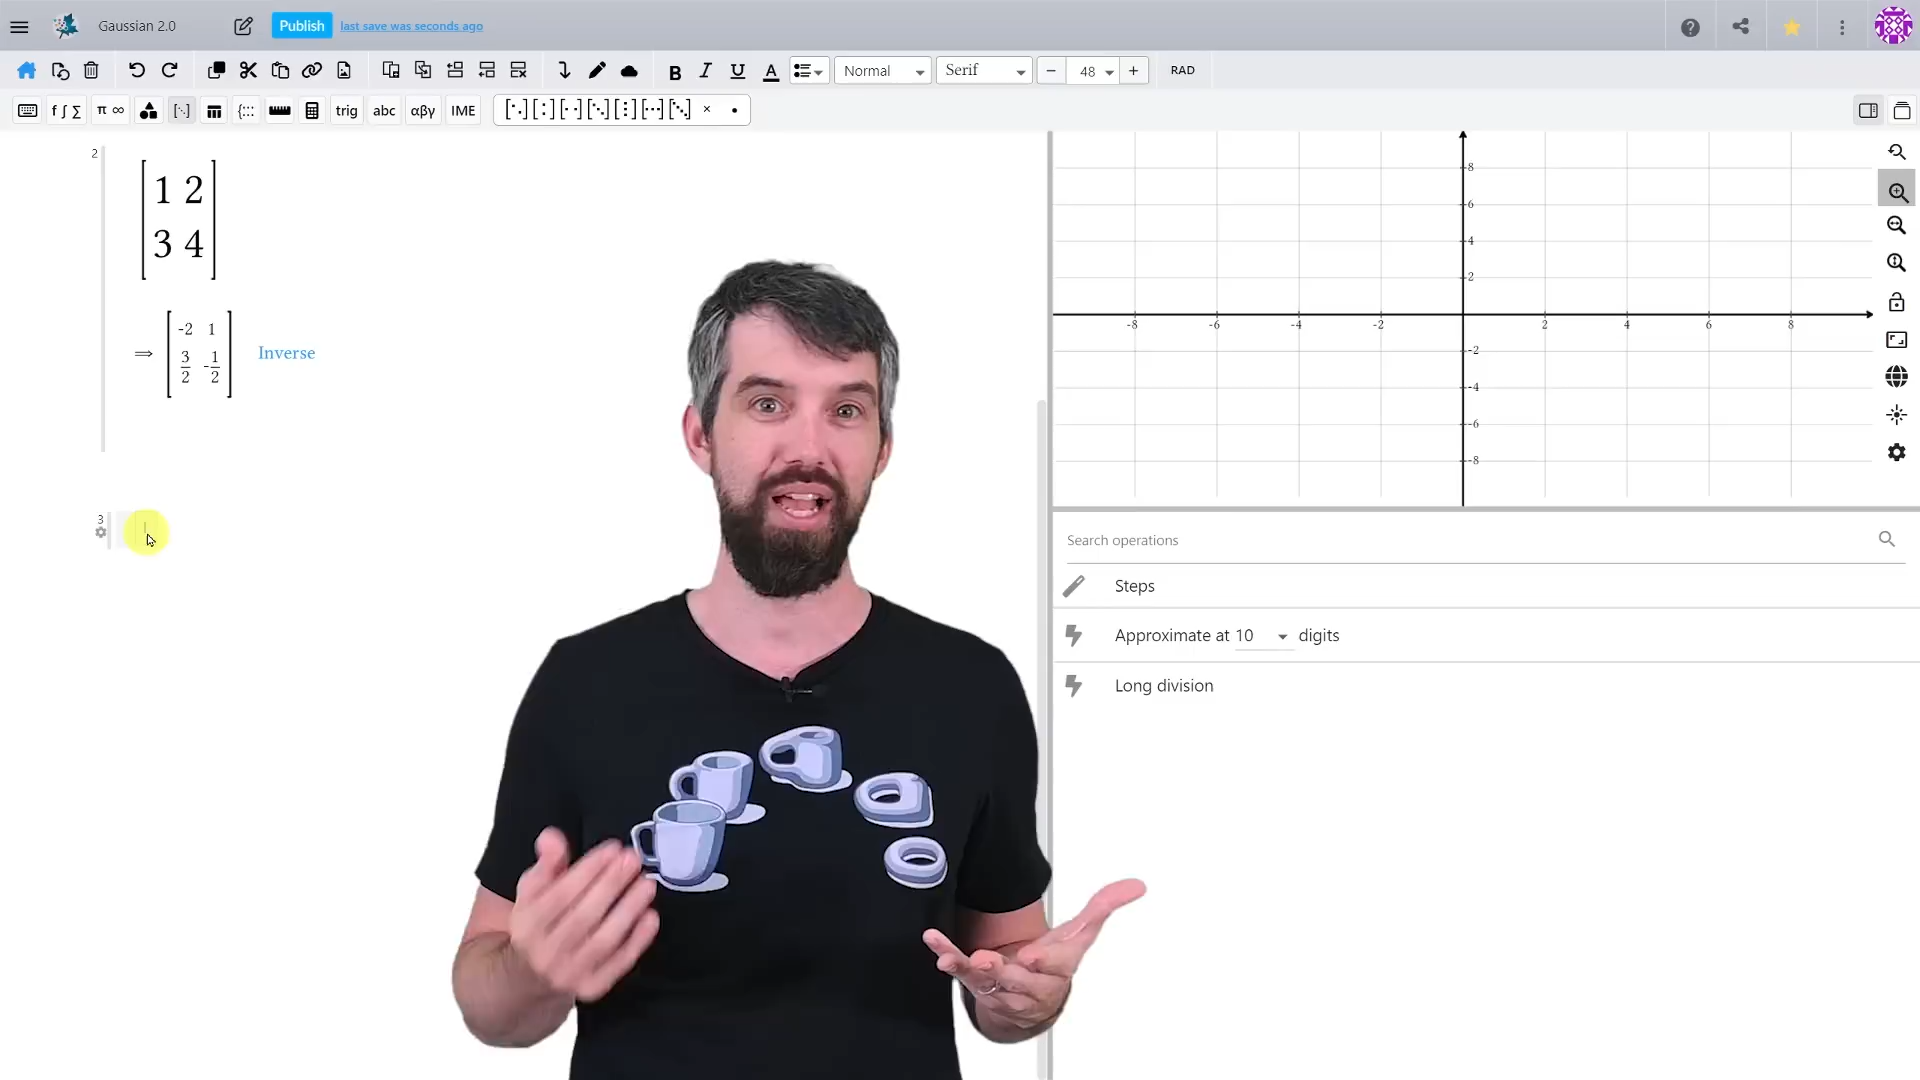 Gaussian 2.0 Publish last save was seconds ago
B I U A Normal Serif − 48 + RAD
f ∫ ∑ π ∞ trig abc αβγ IME [⋱] [:] [··] [⋱] [⋮] [···] [⋱] × •
2
1 2
3 4
⟹ -2 1 Inverse
3/2 -1/2
3
8
6
4
2
-8 -6 -4 -2 2 4 6 8
-2
-4
-6
-8
Search operations
Steps
Approximate at 10 digits
Long division